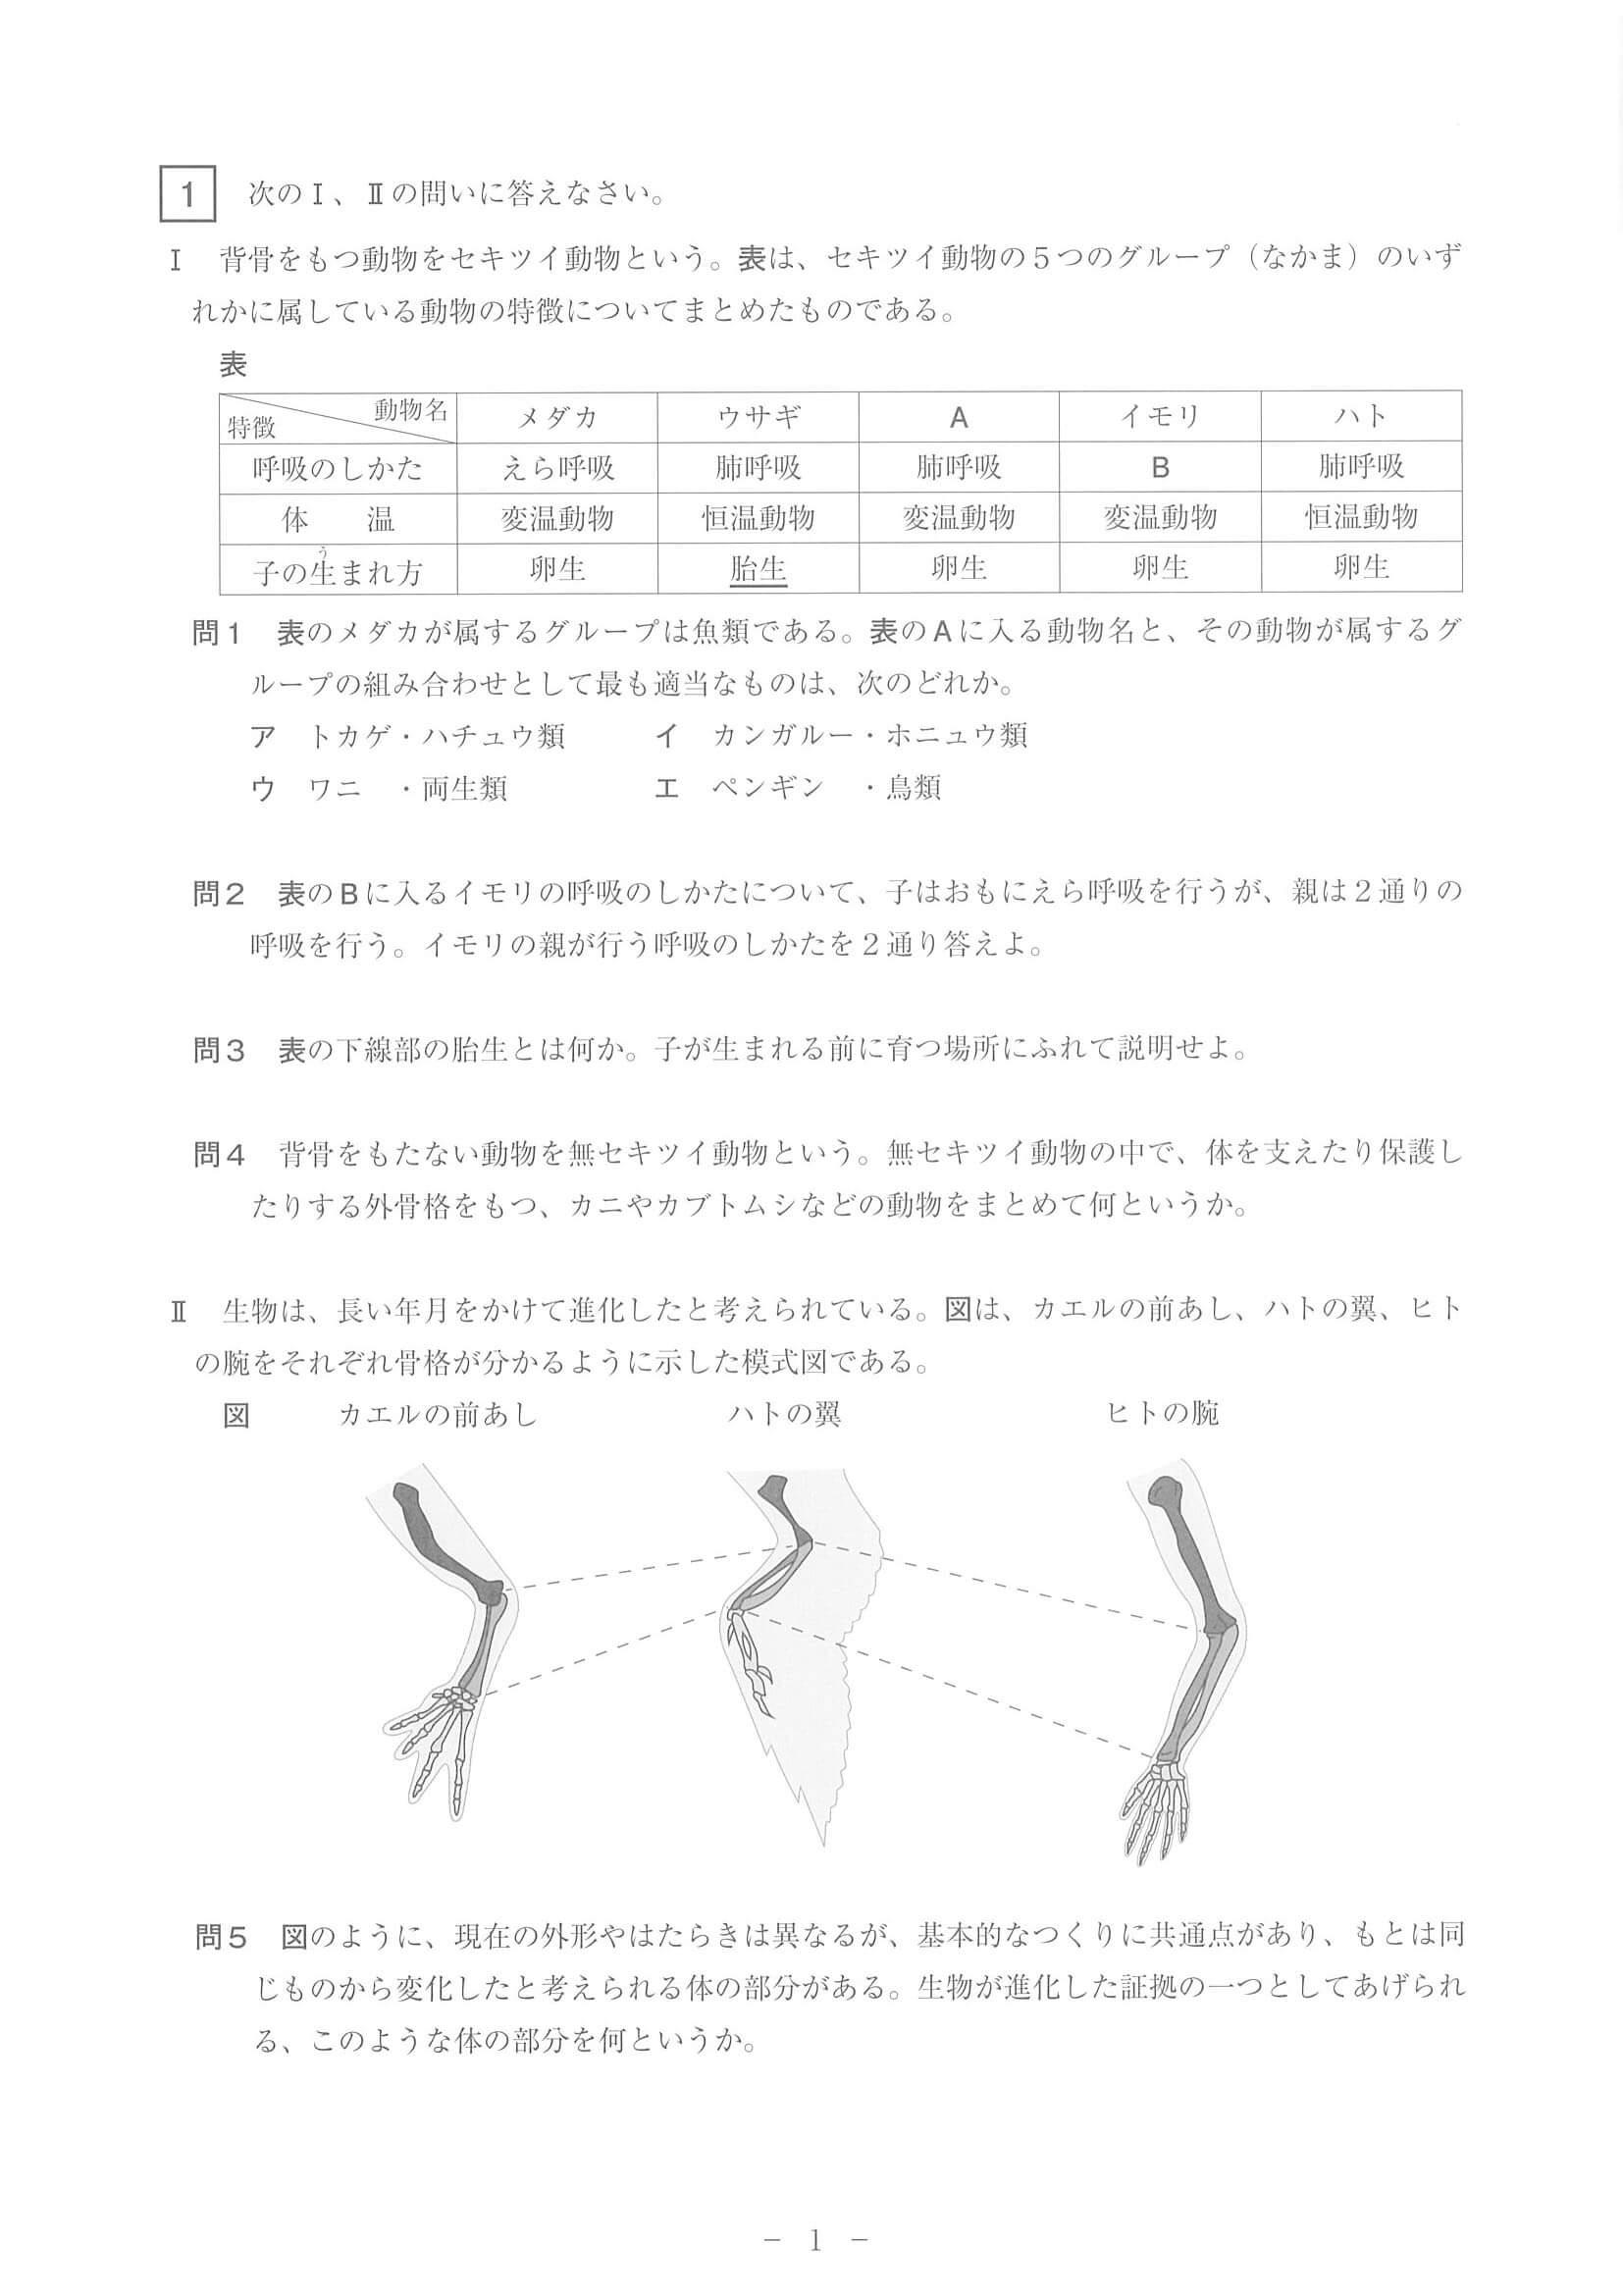 1 次のⅠ、Ⅱの問いに答えなさい。
Ⅰ 背骨をもつ動物をセキツイ動物という。表は、セキツイ動物の５つのグループ（なかま）のいず
れかに属している動物の特徴についてまとめたものである。
表
動物名 特徴 メダカ ウサギ A イモリ ハト
呼吸のしかた えら呼吸 肺呼吸 肺呼吸 B 肺呼吸
体温 変温動物 恒温動物 変温動物 変温動物 恒温動物
う
子の生まれ方 卵生 胎生 卵生 卵生 卵生
問１ 表のメダカが属するグループは魚類である。表のAに入る動物名と、その動物が属するグ
ループの組み合わせとして最も適当なものは、次のどれか。
ア トカゲ・ハチュウ類 イ カンガルー・ホニュウ類
ウ ワニ ・両生類 エ ペンギン ・鳥類
問２ 表のBに入るイモリの呼吸のしかたについて、子はおもにえら呼吸を行うが、親は２通りの
呼吸を行う。イモリの親が行う呼吸のしかたを２通り答えよ。
問３ 表の下線部の胎生とは何か。子が生まれる前に育つ場所にふれて説明せよ。
問４ 背骨をもたない動物を無セキツイ動物という。無セキツイ動物の中で、体を支えたり保護し
たりする外骨格をもつ、カニやカブトムシなどの動物をまとめて何というか。
Ⅱ 生物は、長い年月をかけて進化したと考えられている。図は、カエルの前あし、ハトの翼、ヒト
の腕をそれぞれ骨格が分かるように示した模式図である。
図 カエルの前あし ハトの翼 ヒトの腕
問５ 図のように、現在の外形やはたらきは異なるが、基本的なつくりに共通点があり、もとは同
じものから変化したと考えられる体の部分がある。生物が進化した証拠の一つとしてあげられ
る、このような体の部分を何というか。
－ 1 －